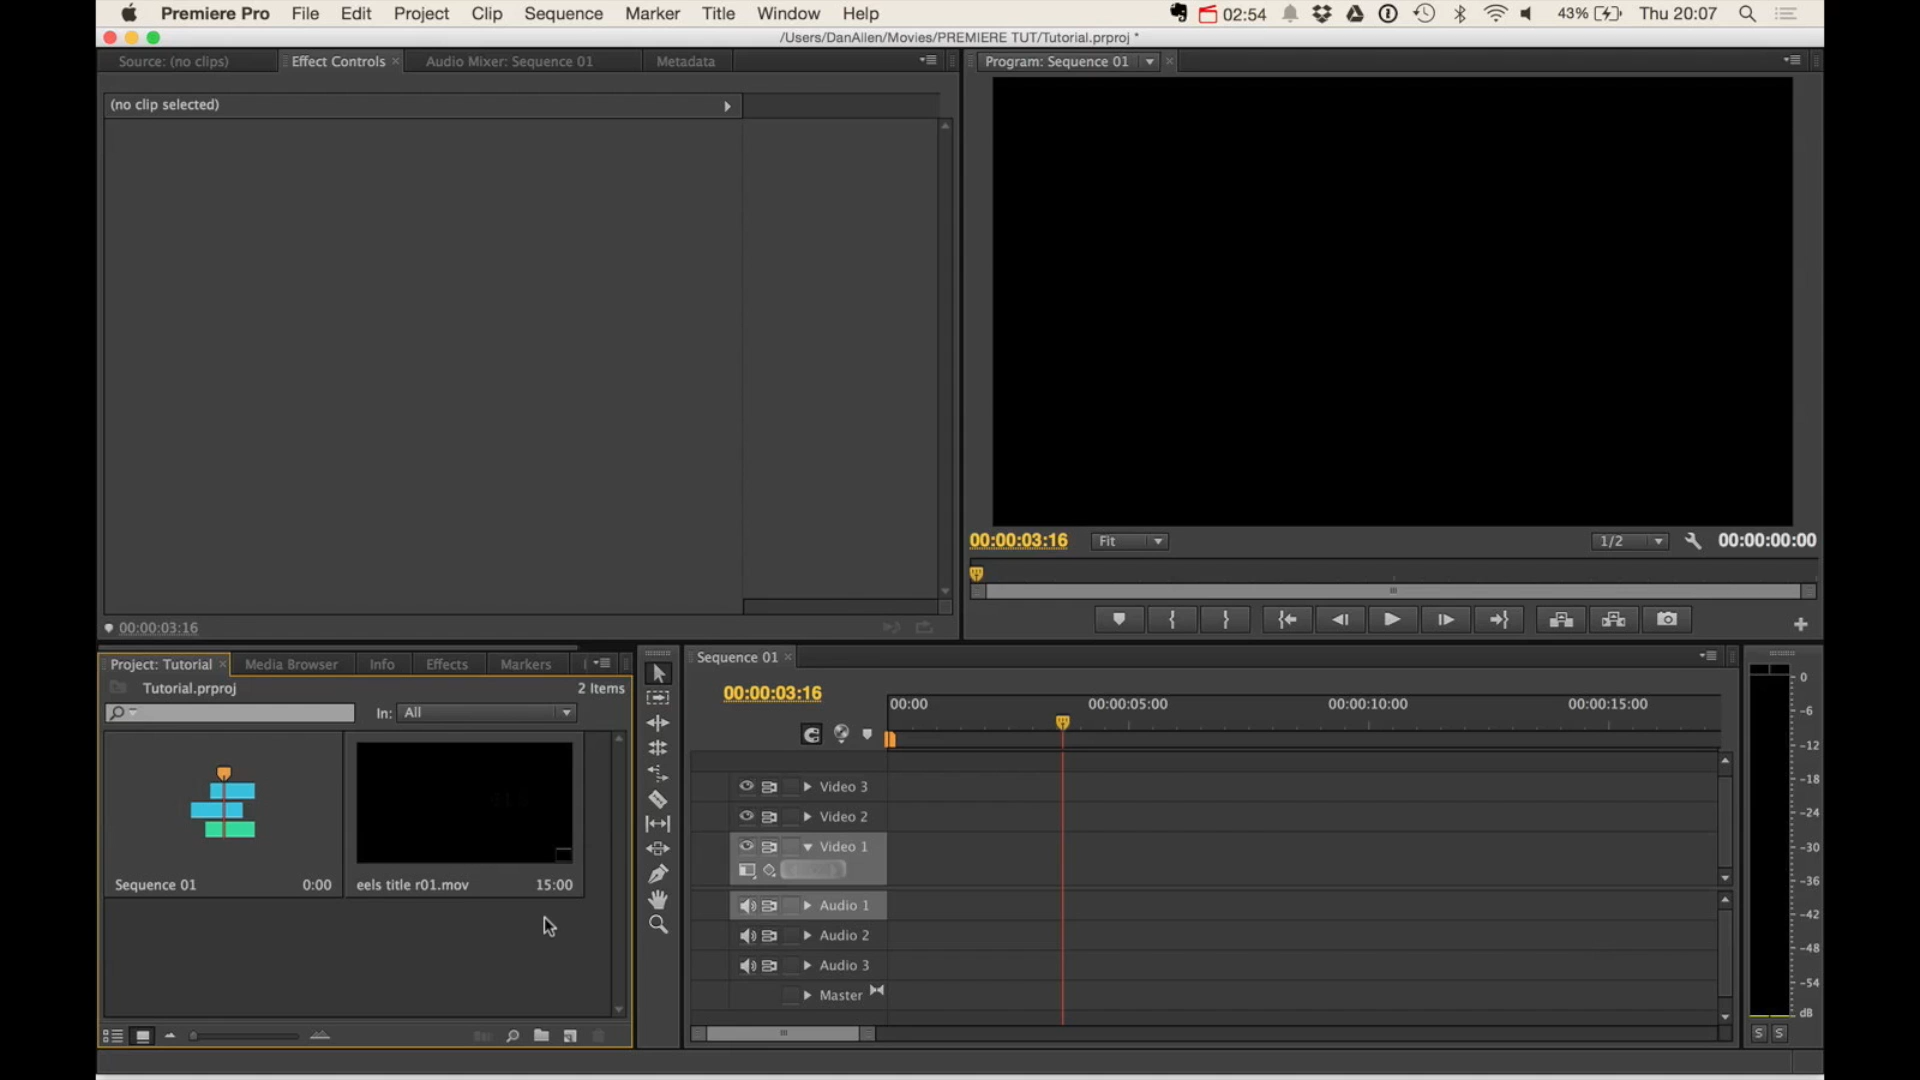 Premiere Pro File Edit Project Clip Sequence Marker Title Window Help 02:54 43% Thu 20:07
/Users/DanAllen/Movies/PREMIERE TUT/Tutorial.prproj *
Source: (no clips) Effect Controls Audio Mixer: Sequence 01 Metadata
Program: Sequence 01
(no clip selected)
00:00:03:16 Fit 1/2 00:00:00:00
00:00:03:16
Project: Tutorial Media Browser Info Effects Markers
Tutorial.prproj 2 Items
In: All
Sequence 01 0:00
eels title r01.mov 15:00
Sequence 01
00:00:03:16
00:00 00:00:05:00 00:00:10:00 00:00:15:00
Video 3
Video 2
Video 1
Audio 1
Audio 2
Audio 3
Master
0
-6
-12
-18
-24
-30
-36
-42
-48
-54
dB
S S